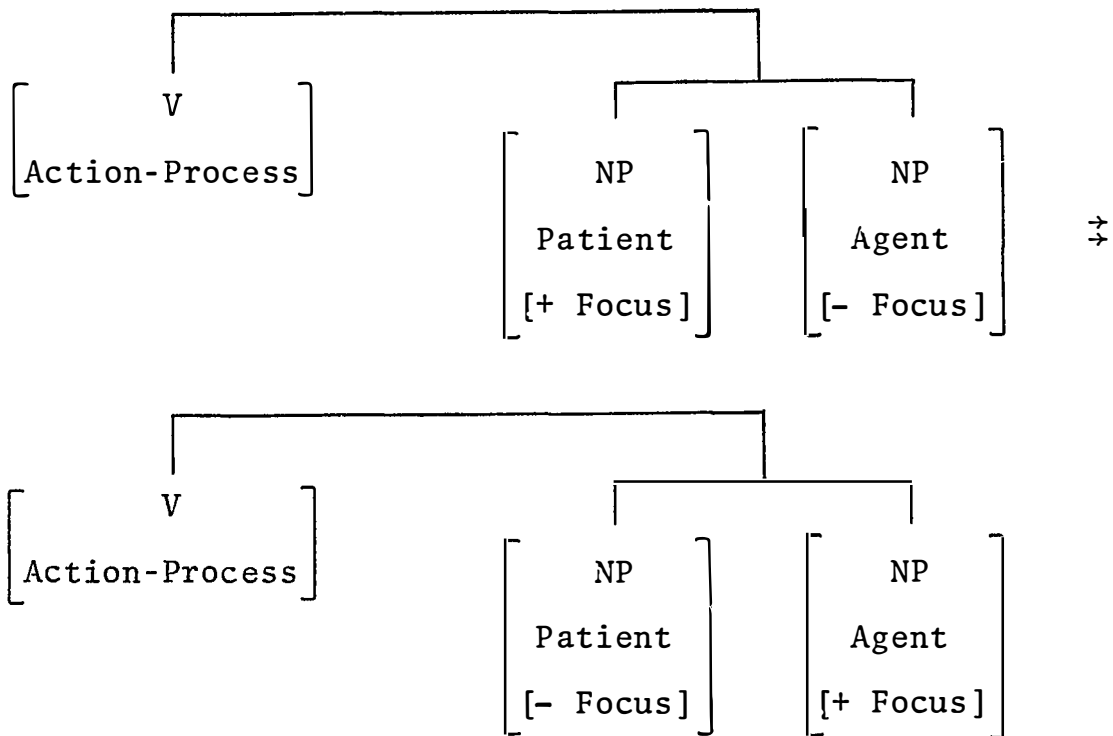 V
Action-Process
NP NP
Patient Agent
[+ Focus] [- Focus]
V
Action-Process
NP NP
Patient Agent
[- Focus] [+ Focus]